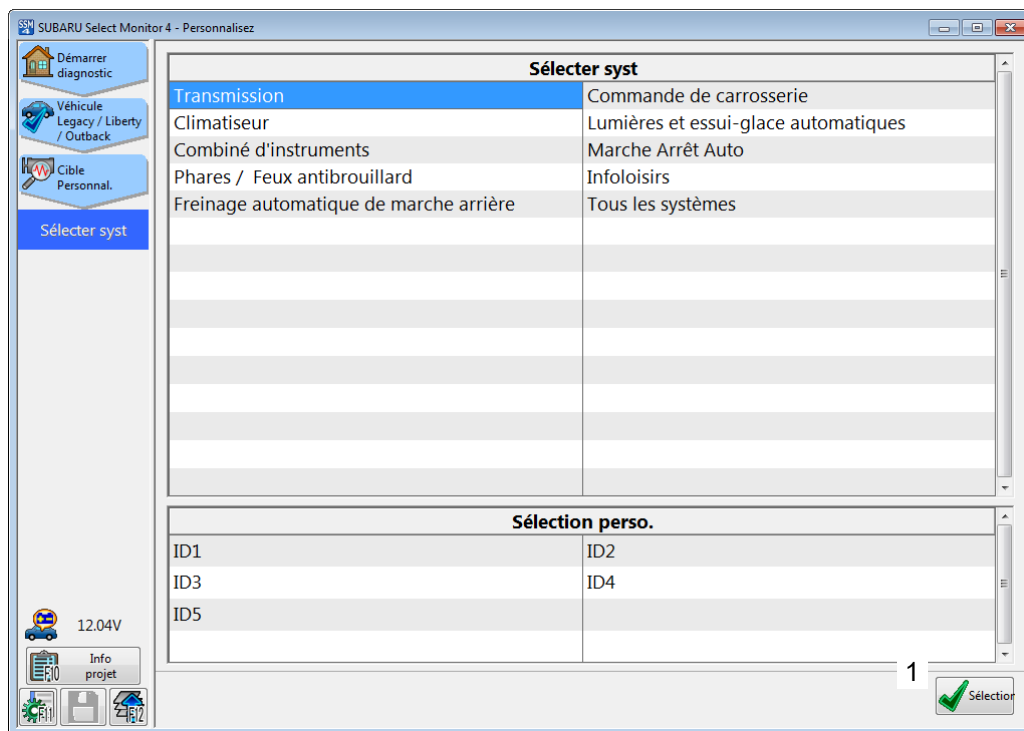 SUBARU Select Monitor 4 - Personnalisez
Démarrer
diagnostic
Véhicule
Legacy / Liberty
/ Outback
Cible
Personnal.
Sélecter syst
12.04V
F10
Info
projet
F11
F12
Sélecter syst
Transmission
Commande de carrosserie
Climatiseur
Lumières et essui-glace automatiques
Combiné d'instruments
Marche Arrêt Auto
Phares /  Feux antibrouillard
Infoloisirs
Freinage automatique de marche arrière
Tous les systèmes
Sélection perso.
ID1
ID2
ID3
ID4
ID5
1
Sélection